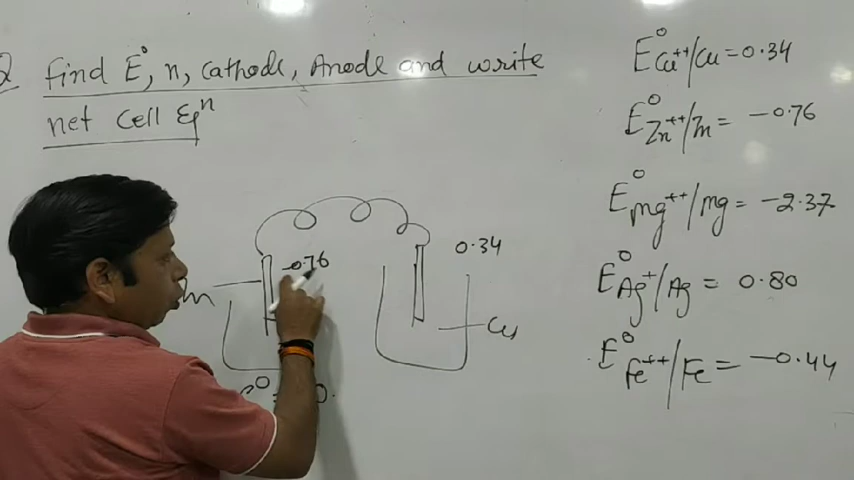 Q
find E°, n, cathode, Anode and write
net cell Eqⁿ
-0.76
0.34
Cu
E° = 0.
E°Cu⁺⁺/Cu = 0.34
E°Zn⁺⁺/Zn = -0.76
E°mg⁺⁺/mg = -2.37
E°Ag⁺/Ag = 0.80
E°Fe⁺⁺/Fe = -0.44